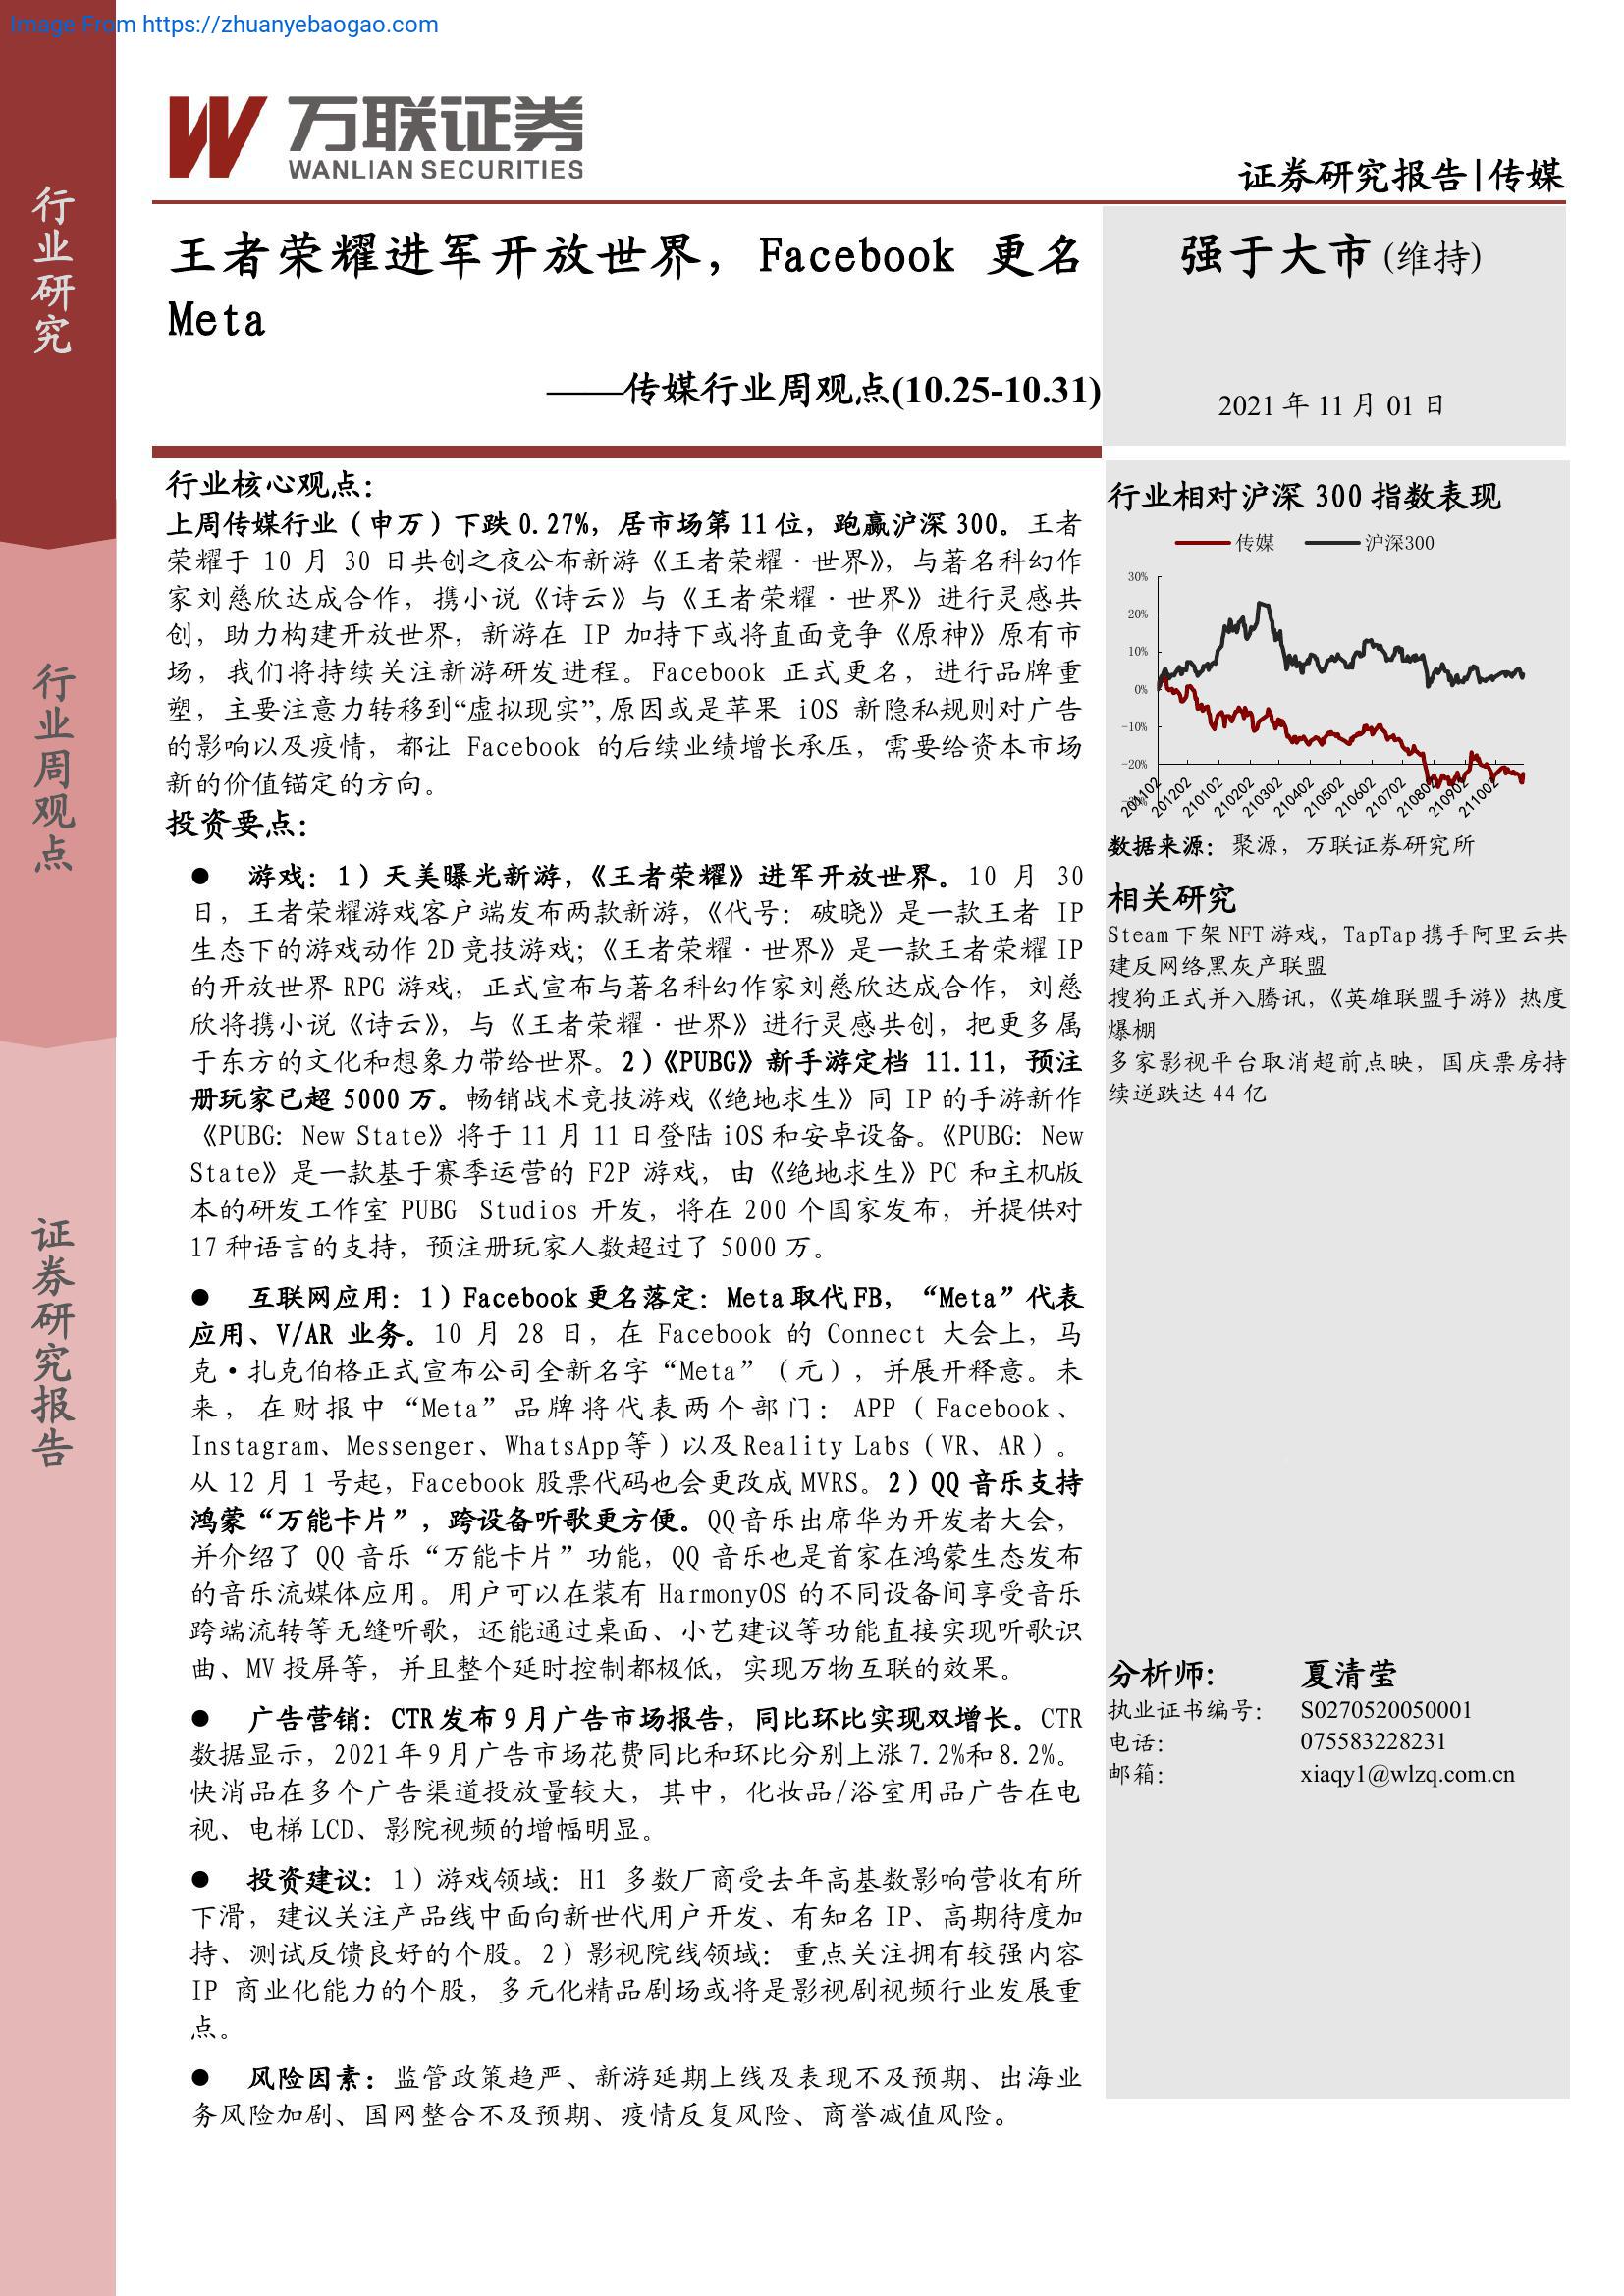 Image From https://zhuanyebaogao.com
万联证券
WANLIAN SECURITIES
证券研究报告|传媒
行业研究
行业周观点
证券研究报告
王者荣耀进军开放世界，Facebook 更名
Meta
——传媒行业周观点(10.25-10.31)
强于大市(维持)
2021 年 11 月 01 日
行业核心观点：
上周传媒行业（申万）下跌 0.27%，居市场第 11 位，跑赢沪深 300。王者
荣耀于 10 月 30 日共创之夜公布新游《王者荣耀·世界》，与著名科幻作
家刘慈欣达成合作，携小说《诗云》与《王者荣耀·世界》进行灵感共
创，助力构建开放世界，新游在 IP 加持下或将直面竞争《原神》原有市
场，我们将持续关注新游研发进程。Facebook 正式更名，进行品牌重
塑，主要注意力转移到“虚拟现实”,原因或是苹果 iOS 新隐私规则对广告
的影响以及疫情，都让 Facebook 的后续业绩增长承压，需要给资本市场
新的价值锚定的方向。
投资要点：
● 游戏：1）天美曝光新游，《王者荣耀》进军开放世界。10 月 30
日，王者荣耀游戏客户端发布两款新游，《代号：破晓》是一款王者 IP
生态下的游戏动作 2D 竞技游戏；《王者荣耀·世界》是一款王者荣耀 IP
的开放世界 RPG 游戏，正式宣布与著名科幻作家刘慈欣达成合作，刘慈
欣将携小说《诗云》，与《王者荣耀·世界》进行灵感共创，把更多属
于东方的文化和想象力带给世界。2）《PUBG》新手游定档 11.11，预注
册玩家已超 5000 万。畅销战术竞技游戏《绝地求生》同 IP 的手游新作
《PUBG：New State》将于 11 月 11 日登陆 iOS 和安卓设备。《PUBG：New
State》是一款基于赛季运营的 F2P 游戏，由《绝地求生》PC 和主机版
本的研发工作室 PUBG Studios 开发，将在 200 个国家发布，并提供对
17 种语言的支持，预注册玩家人数超过了 5000 万。
● 互联网应用：1）Facebook 更名落定：Meta 取代 FB，“Meta”代表
应用、V/AR 业务。10 月 28 日，在 Facebook 的 Connect 大会上，马
克·扎克伯格正式宣布公司全新名字“Meta”（元），并展开释意。未
来，在财报中“Meta”品牌将代表两个部门：APP（Facebook、
Instagram、Messenger、WhatsApp 等）以及 Reality Labs（VR、AR）。
从 12 月 1 号起，Facebook 股票代码也会更改成 MVRS。2）QQ 音乐支持
鸿蒙“万能卡片”，跨设备听歌更方便。QQ 音乐出席华为开发者大会，
并介绍了 QQ 音乐“万能卡片”功能，QQ 音乐也是首家在鸿蒙生态发布
的音乐流媒体应用。用户可以在装有 HarmonyOS 的不同设备间享受音乐
跨端流转等无缝听歌，还能通过桌面、小艺建议等功能直接实现听歌识
曲、MV 投屏等，并且整个延时控制都极低，实现万物互联的效果。
● 广告营销：CTR 发布 9 月广告市场报告，同比环比实现双增长。CTR
数据显示，2021 年 9 月广告市场花费同比和环比分别上涨 7.2%和 8.2%。
快消品在多个广告渠道投放量较大，其中，化妆品/浴室用品广告在电
视、电梯 LCD、影院视频的增幅明显。
● 投资建议：1）游戏领域：H1 多数厂商受去年高基数影响营收有所
下滑，建议关注产品线中面向新世代用户开发、有知名 IP、高期待度加
持、测试反馈良好的个股。2）影视院线领域：重点关注拥有较强内容
IP 商业化能力的个股，多元化精品剧场或将是影视剧视频行业发展重
点。
● 风险因素：监管政策趋严、新游延期上线及表现不及预期、出海业
务风险加剧、国网整合不及预期、疫情反复风险、商誉减值风险。
行业相对沪深 300 指数表现
传媒 沪深300
30%
20%
10%
0%
-10%
-20%
-30%
201102 201202 210102 210202 210302 210402 210502 210602 210702 210802 210902 211002
数据来源：聚源，万联证券研究所
相关研究
Steam 下架 NFT 游戏，TapTap 携手阿里云共
建反网络黑灰产联盟
搜狗正式并入腾讯，《英雄联盟手游》热度
爆棚
多家影视平台取消超前点映，国庆票房持
续逆跌达 44 亿
分析师: 夏清莹
执业证书编号： S0270520050001
电话： 075583228231
邮箱： xiaqy1@wlzq.com.cn